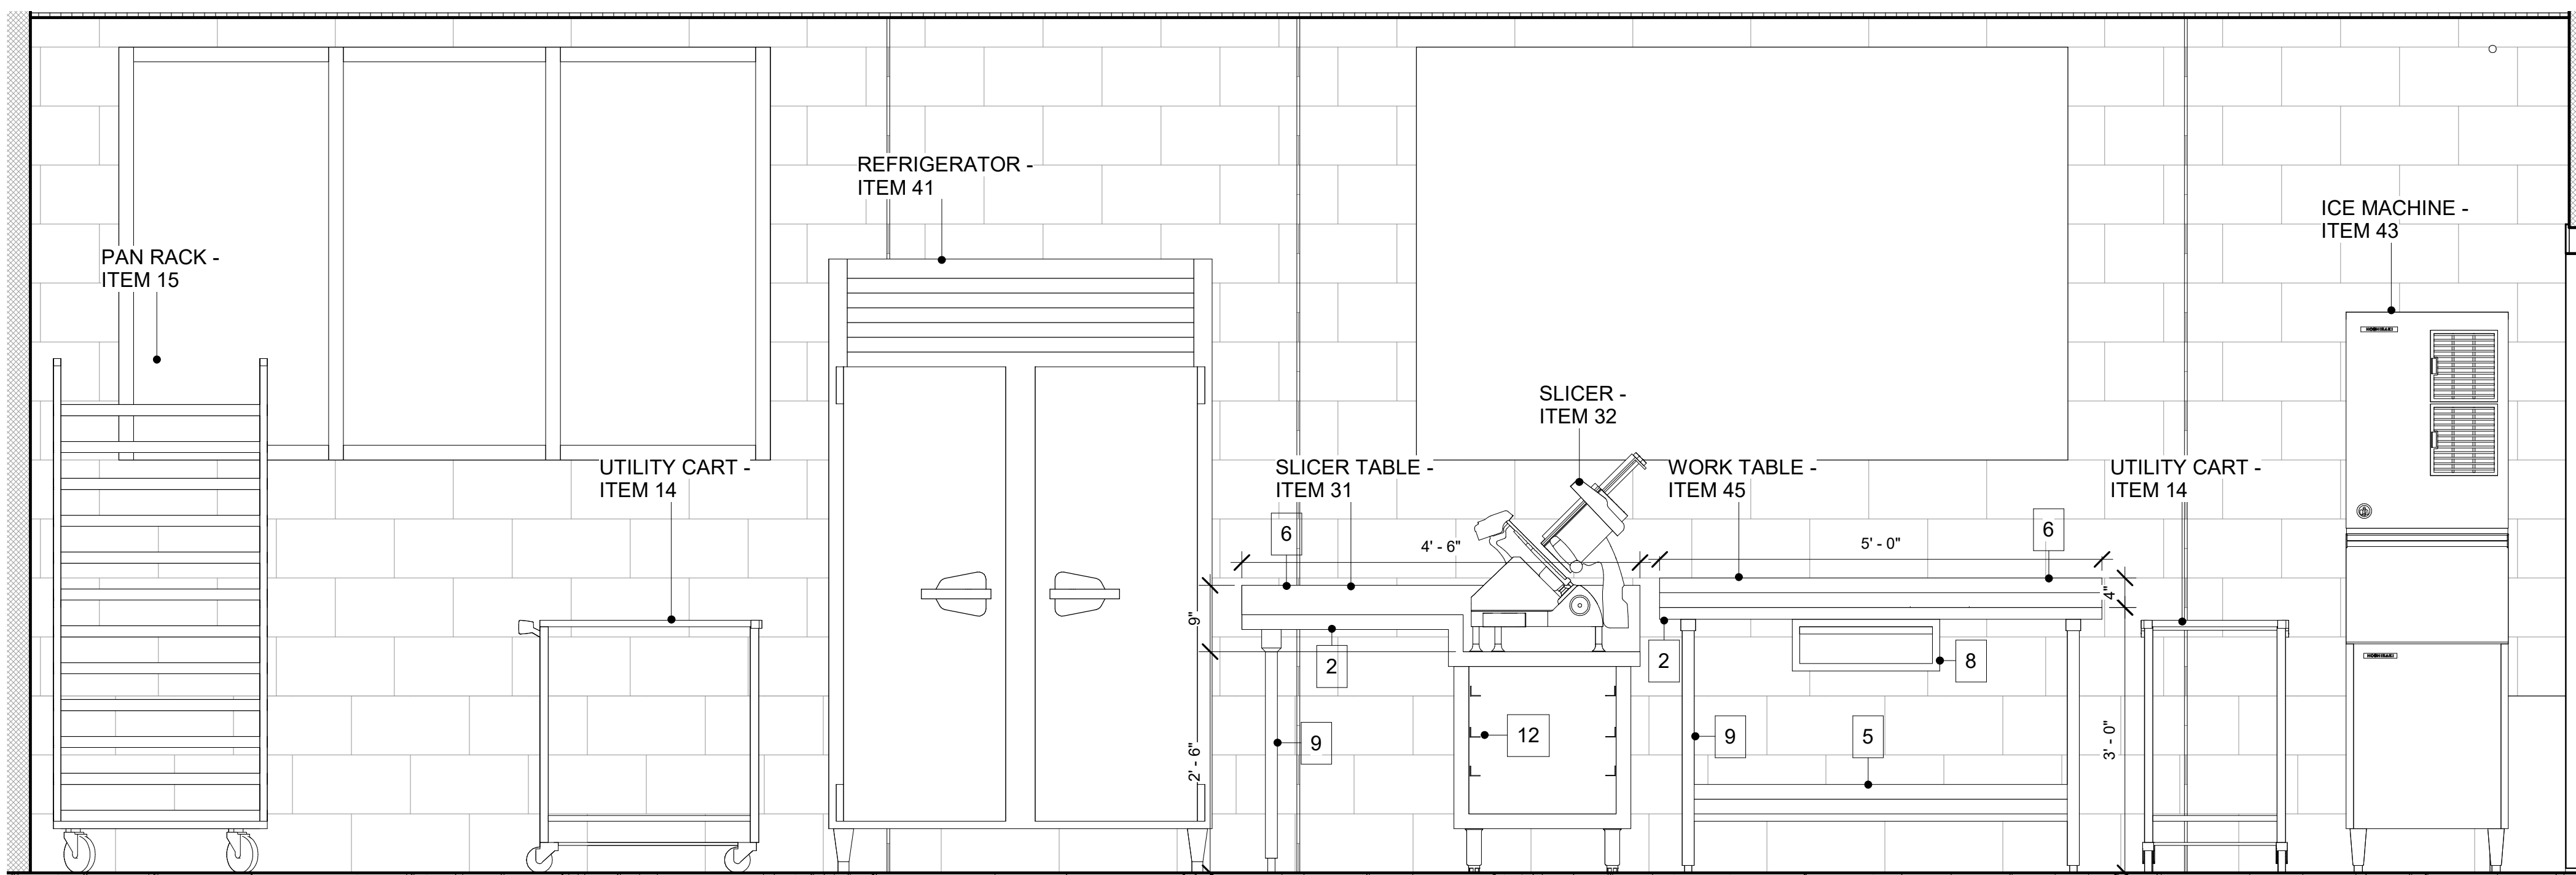 REFRIGERATOR -
ITEM 41
ICE MACHINE -
ITEM 43
PAN RACK -
ITEM 15
HOSHIZAKI
SLICER -
ITEM 32
UTILITY CART -
ITEM 14
SLICER TABLE -
ITEM 31
WORK TABLE -
ITEM 45
UTILITY CART -
ITEM 14
6
4' - 6"
5' - 0"
6
4"
9"
2
2
8
HOSHIZAKI
9
12
9
5
3' - 0"
2' - 6"